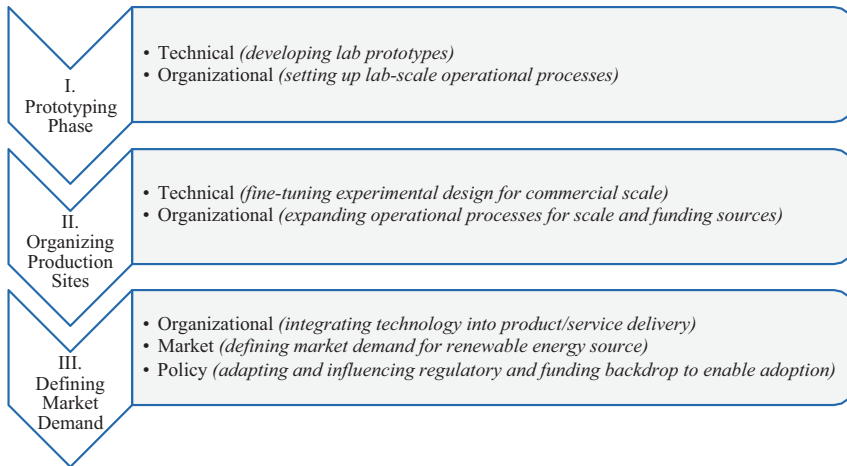 I.
Prototyping
Phase
• Technical (developing lab prototypes)
• Organizational (setting up lab-scale operational processes)
II.
Organizing
Production
Sites
• Technical (fine-tuning experimental design for commercial scale)
• Organizational (expanding operational processes for scale and funding sources)
III.
Defining
Market
Demand
• Organizational (integrating technology into product/service delivery)
• Market (defining market demand for renewable energy source)
• Policy (adapting and influencing regulatory and funding backdrop to enable adoption)